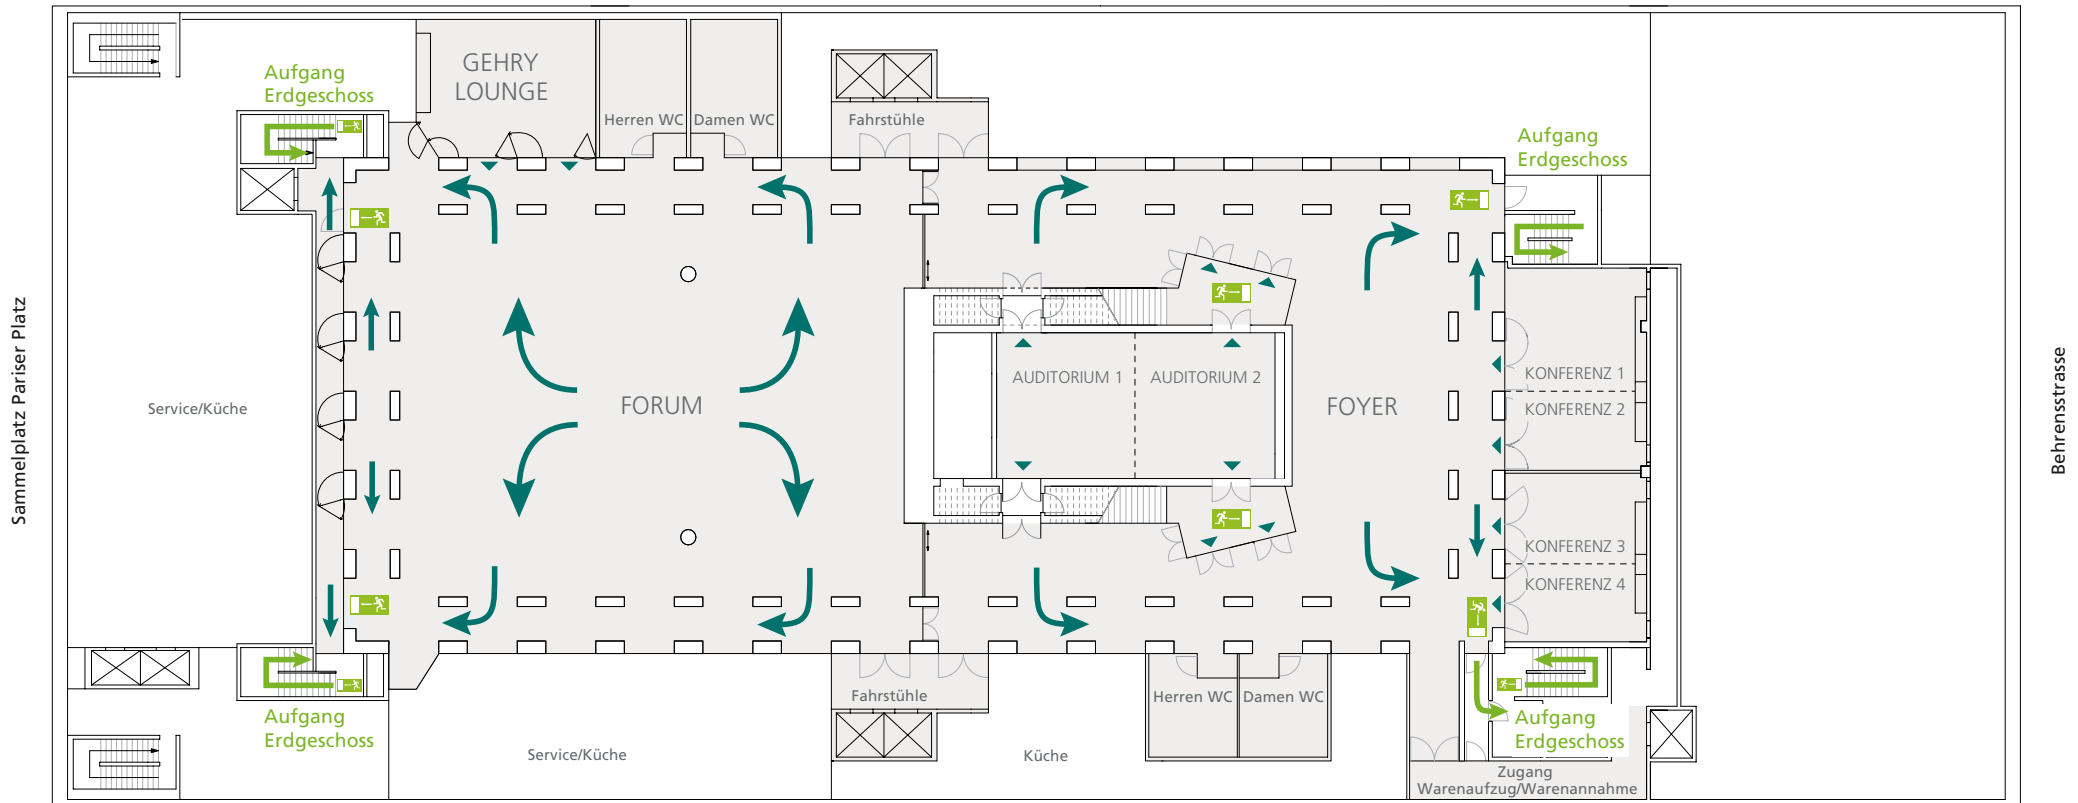 GEHRY
LOUNGE
Aufgang
Erdgeschoss
Herren WC
Damen WC
Fahrstühle
Aufgang
Erdgeschoss
Sammelplatz Pariser Platz
Service/Küche
FORUM
AUDITORIUM 1
AUDITORIUM 2
FOYER
KONFERENZ 1
KONFERENZ 2
KONFERENZ 3
KONFERENZ 4
Behrensstrasse
Aufgang
Erdgeschoss
Service/Küche
Fahrstühle
Küche
Herren WC
Damen WC
Aufgang
Erdgeschoss
Zugang
Warenaufzug/Warenannahme